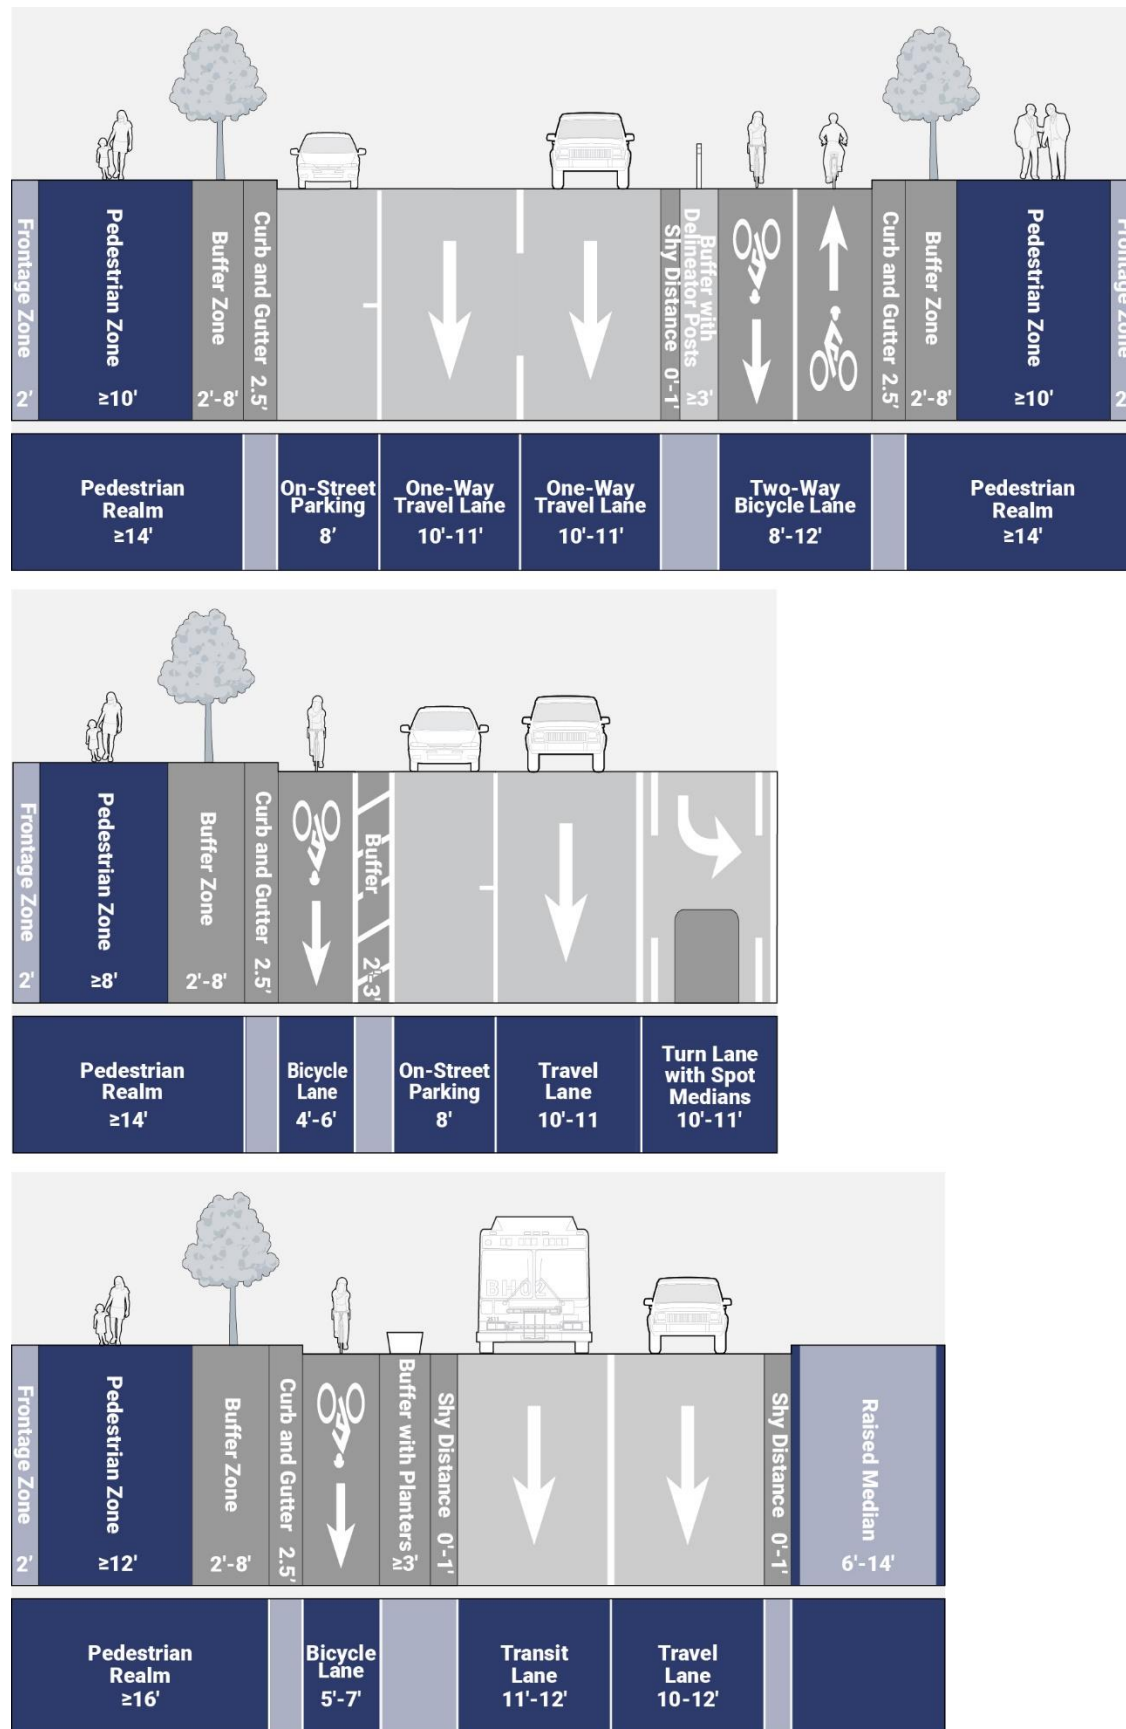 Frontage Zone 2'
Pedestrian Zone ≥10'
Buffer Zone 2'-8'
Curb and Gutter 2.5'
Shy Distance 0'-1'
Buffer with
Delineator Posts
≥3'
Curb and Gutter 2.5'
Buffer Zone 2'-8'
Pedestrian Zone ≥10'
Frontage Zone 2'
Pedestrian
Realm
≥14'
On-Street
Parking
8'
One-Way
Travel Lane
10'-11'
One-Way
Travel Lane
10'-11'
Two-Way
Bicycle Lane
8'-12'
Pedestrian
Realm
≥14'
Frontage Zone 2'
Pedestrian Zone ≥8'
Buffer Zone 2'-8'
Curb and Gutter 2.5'
Buffer 2'-3'
Pedestrian
Realm
≥14'
Bicycle
Lane
4'-6'
On-Street
Parking
8'
Travel
Lane
10'-11
Turn Lane
with Spot
Medians
10'-11'
BH02
Frontage Zone 2'
Pedestrian Zone ≥12'
Buffer Zone 2'-8'
Curb and Gutter 2.5'
Buffer with Planters ≥3'
Shy Distance 0'-1'
Shy Distance 0'-1'
Raised Median 6'-14'
Pedestrian
Realm
≥16'
Bicycle
Lane
5'-7'
Transit
Lane
11'-12'
Travel
Lane
10-12'